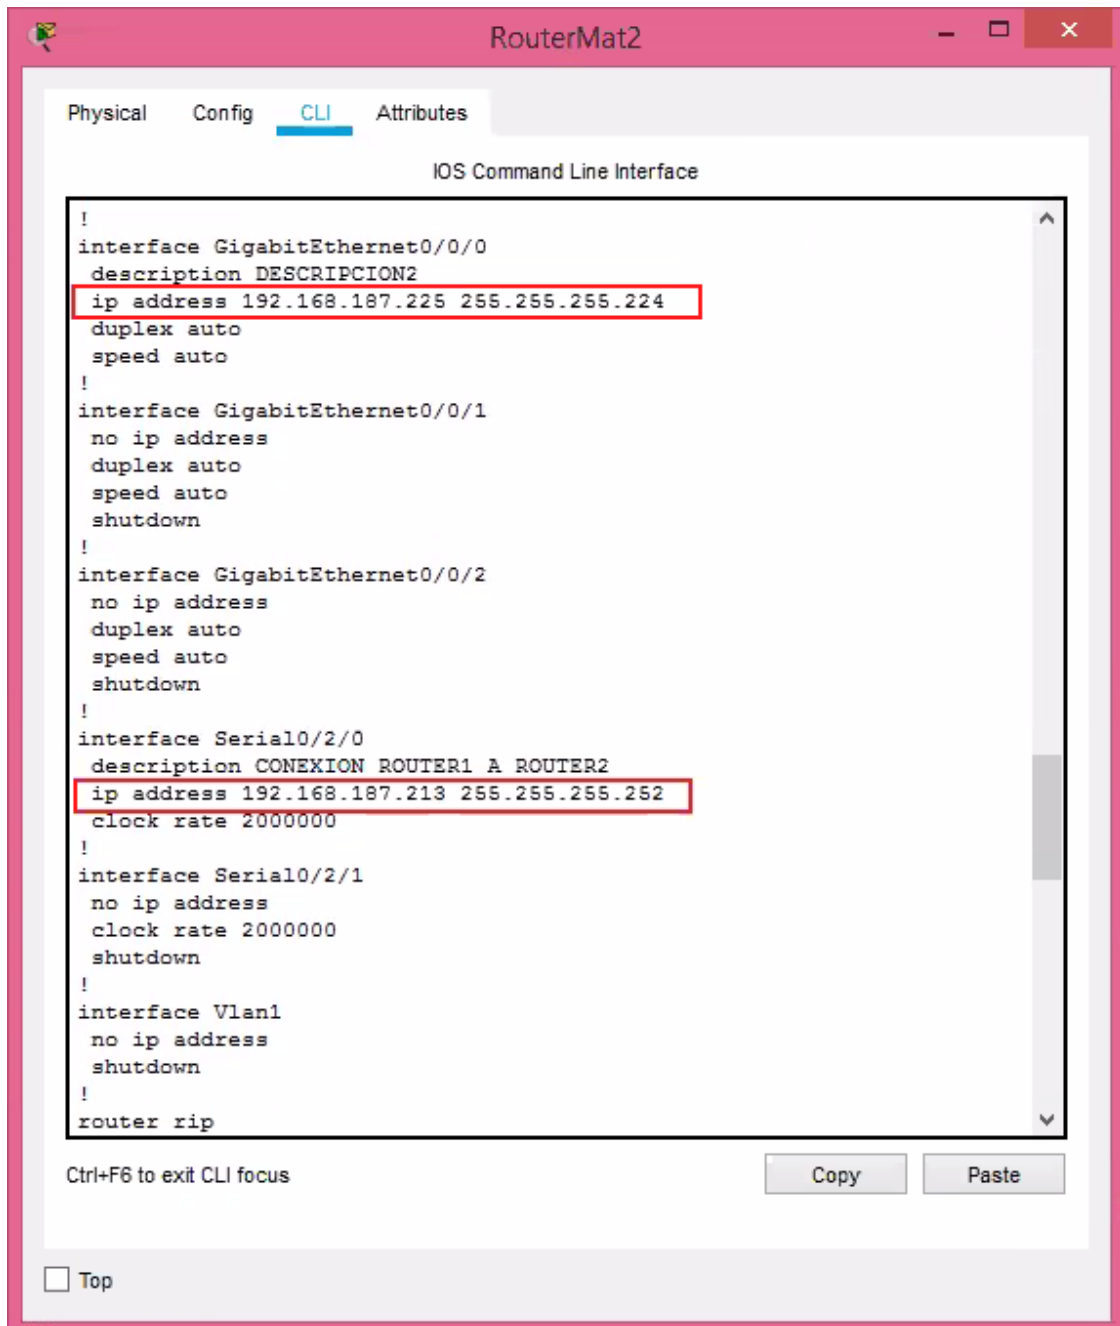 RouterMat2
Physical Config CLI Attributes
IOS Command Line Interface
!
interface GigabitEthernet0/0/0
description DESCRIPCION2
ip address 192.168.187.225 255.255.255.224
duplex auto
speed auto
!
interface GigabitEthernet0/0/1
no ip address
duplex auto
speed auto
shutdown
!
interface GigabitEthernet0/0/2
no ip address
duplex auto
speed auto
shutdown
!
interface Serial0/2/0
description CONEXION ROUTER1 A ROUTER2
ip address 192.168.187.213 255.255.255.252
clock rate 2000000
!
interface Serial0/2/1
no ip address
clock rate 2000000
shutdown
!
interface Vlan1
no ip address
shutdown
!
router rip
Ctrl+F6 to exit CLI focus
Copy Paste
Top